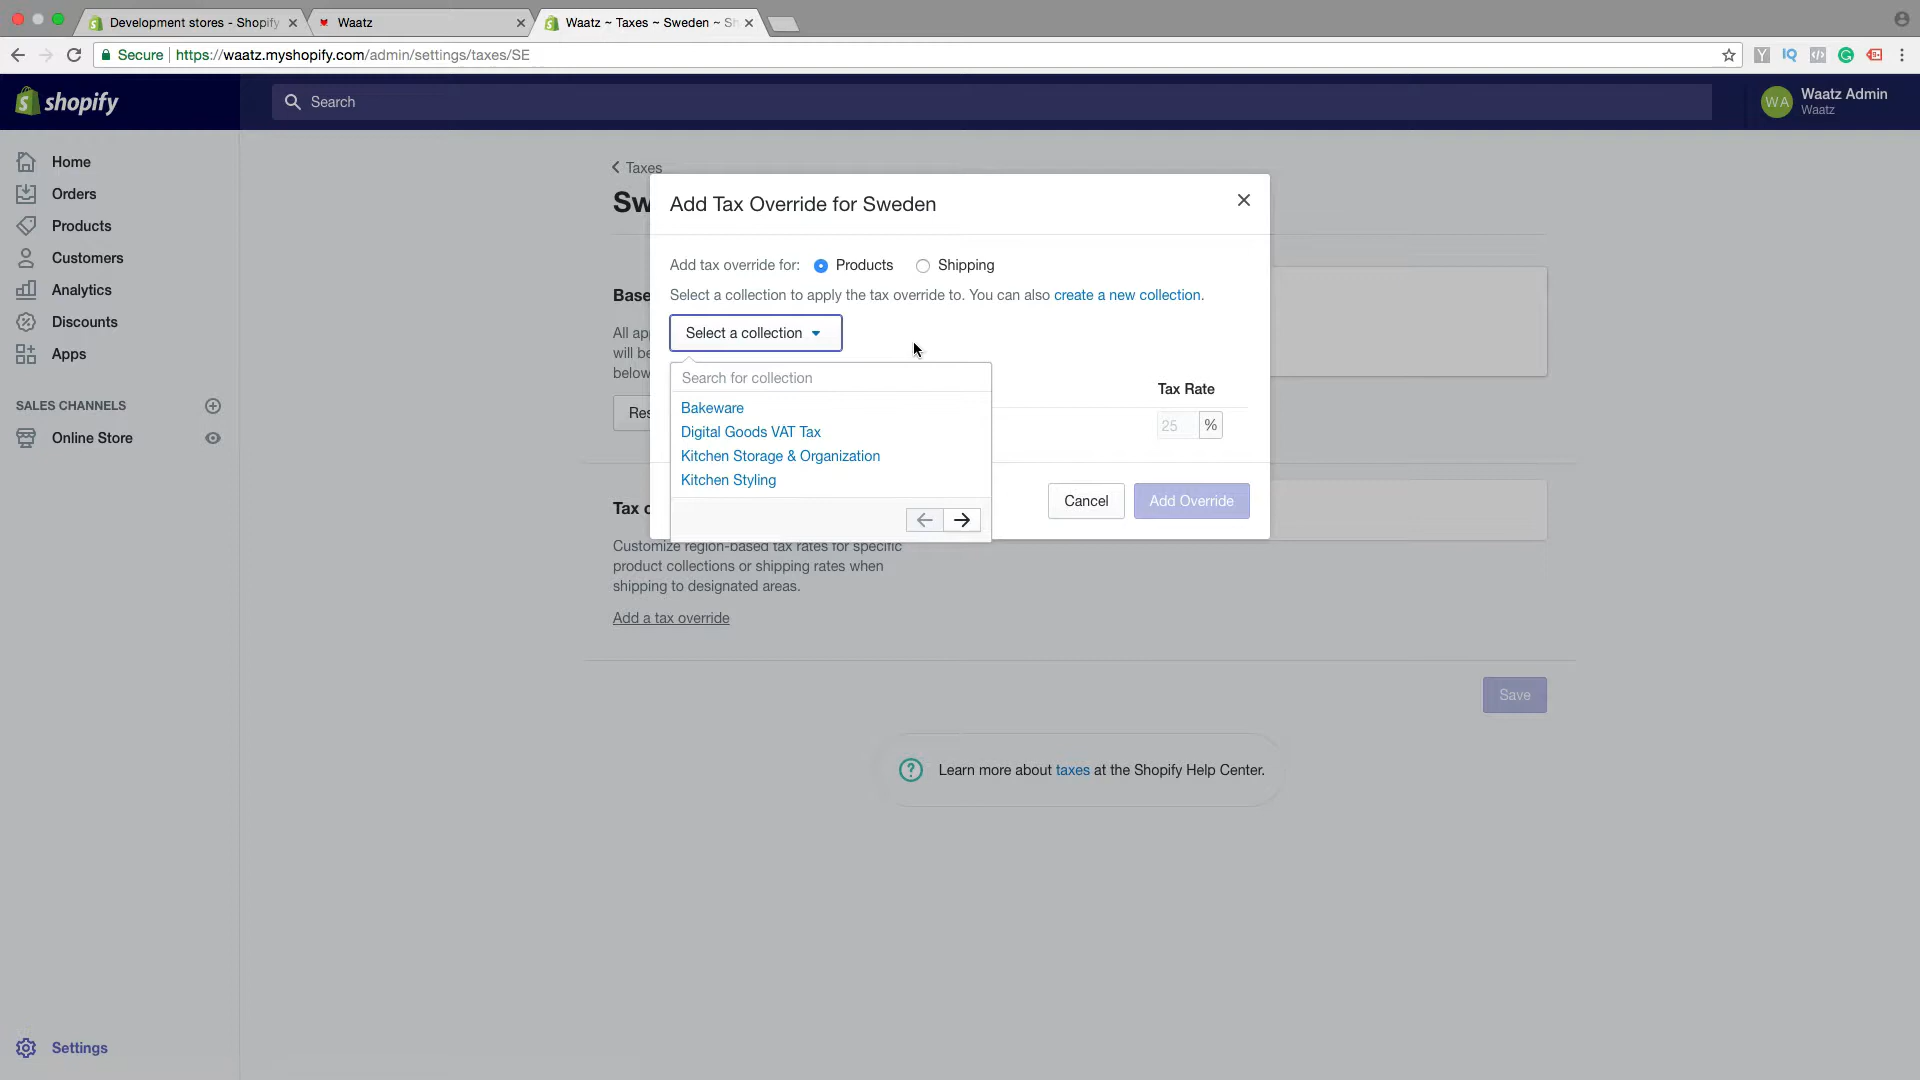 Development stores - Shopify
Waatz
Waatz ~ Taxes ~ Sweden ~ Sh
Secure
https://waatz.myshopify.com/admin/settings/taxes/SE
shopify
Search
WA
Waatz Admin
Waatz
Home
Orders
Products
Customers
Analytics
Discounts
Apps
SALES CHANNELS
Online Store
Settings
Taxes
Sw
Base
All ap
will be
below
Res
Add Tax Override for Sweden
Add tax override for:
Products
Shipping
Select a collection to apply the tax override to. You can also create a new collection.
Select a collection
Search for collection
Bakeware
Digital Goods VAT Tax
Kitchen Storage & Organization
Kitchen Styling
Tax Rate
25 %
Cancel
Add Override
Tax o
Customize region-based tax rates for specific
product collections or shipping rates when
shipping to designated areas.
Add a tax override
Save
Learn more about taxes at the Shopify Help Center.